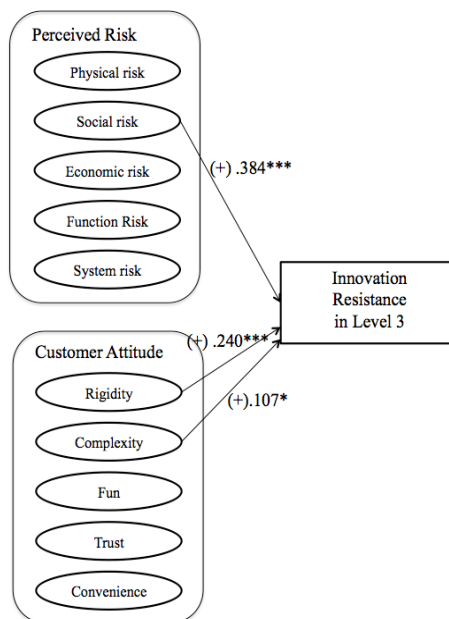 Perceived Risk
Physical risk
Social risk
Economic risk
Function Risk
System risk
(+) .384***
Innovation
Resistance
in Level 3
Customer Attitude
(+) .240***
Rigidity
(+).107*
Complexity
Fun
Trust
Convenience